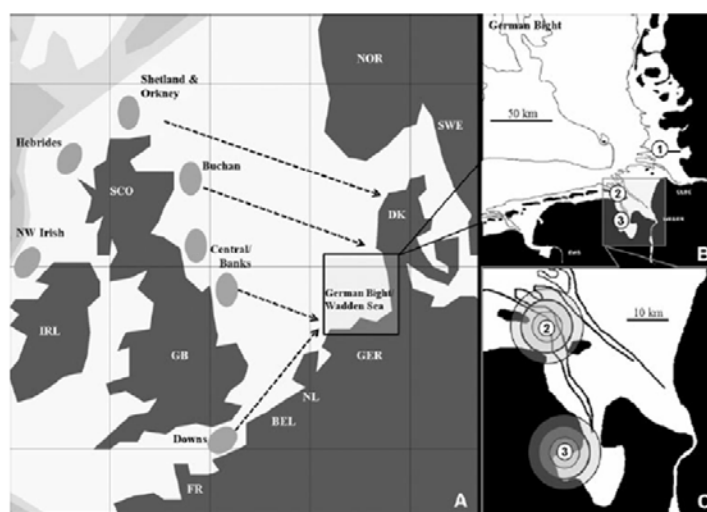 NOR
Shetland &
Orkney
SWE
Hebrides
Buchan
SCO
DK
NW Irish
Central/
Banks
German Bight/
Wadden Sea
IRL
GB
GER
NL
BEL
Downs
FR
A
German Bight
50 km
1
2
3
B
10 km
2
3
C